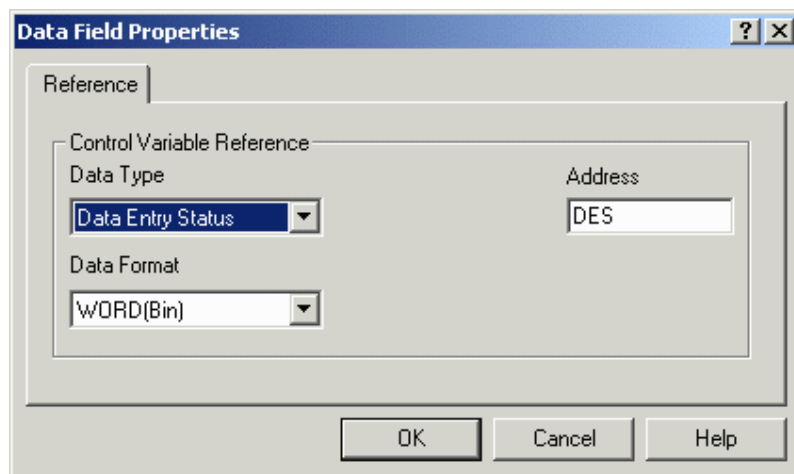 Data Field Properties
Reference
Control Variable Reference
Data Type
Address
Data Entry Status
DES
Data Format
WORD(Bin)
OK
Cancel
Help